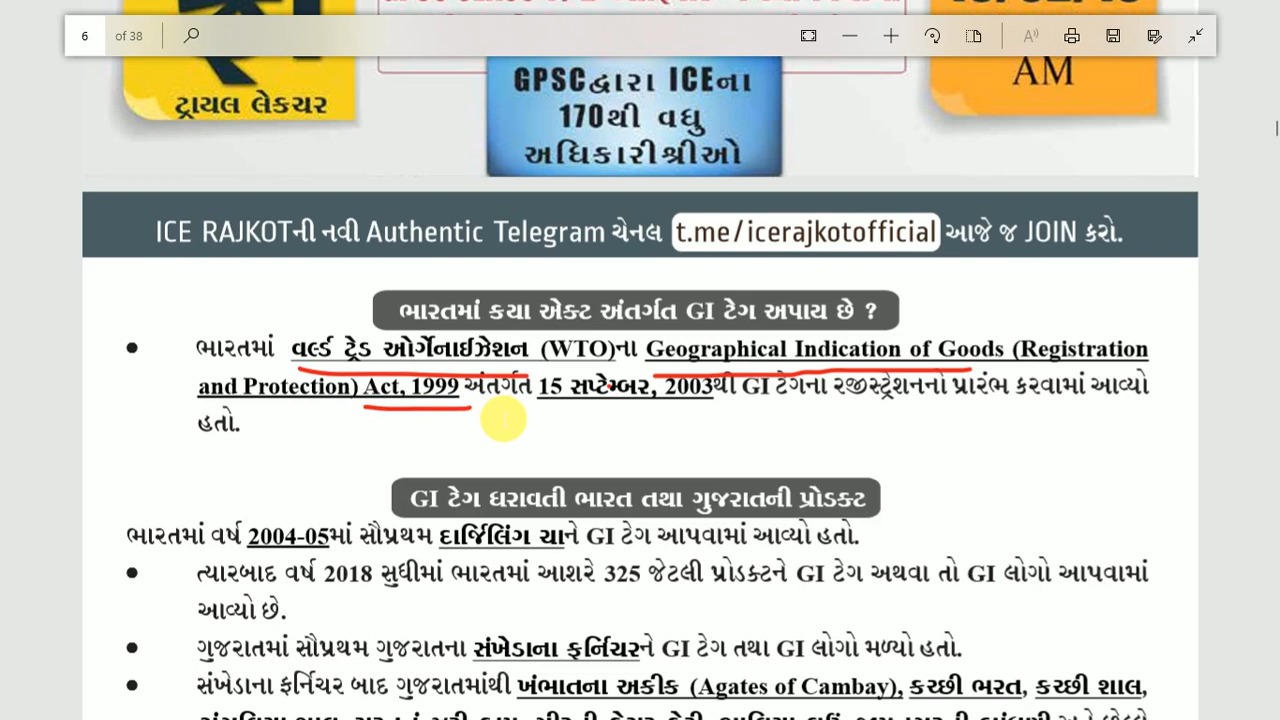 6 of 38
ટ્રાયલ લેકચર
GPSCદ્વારા ICEના
170થી વધુ
અધિકારીશ્રીઓ
AM
ICE RAJKOTની નવી Authentic Telegram ચેનલ t.me/icerajkotofficial આજે જ JOIN કરો.
ભારતમાં કયા એક્ટ અંતર્ગત GI ટેગ અપાય છે ?
● ભારતમાં વર્લ્ડ ટ્રેડ ઓર્ગેનાઈઝેશન (WTO)ના Geographical Indication of Goods (Registration
and Protection) Act, 1999 અંતર્ગત 15 સપ્ટેમ્બર, 2003થી GI ટેગના રજીસ્ટ્રેશનનો પ્રારંભ કરવામાં આવ્યો
હતો.
GI ટેગ ધરાવતી ભારત તથા ગુજરાતની પ્રોડક્ટ
ભારતમાં વર્ષ 2004-05માં સૌપ્રથમ દાર્જિલિંગ ચાને GI ટેગ આપવામાં આવ્યો હતો.
● ત્યારબાદ વર્ષ 2018 સુધીમાં ભારતમાં આશરે 325 જેટલી પ્રોડક્ટને GI ટેગ અથવા તો GI લોગો આપવામાં
આવ્યો છે.
● ગુજરાતમાં સૌપ્રથમ ગુજરાતના સંખેડાના ફર્નિચરને GI ટેગ તથા GI લોગો મળ્યો હતો.
● સંખેડાના ફર્નિચર બાદ ગુજરાતમાંથી ખંભાતના અકીક (Agates of Cambay), કચ્છી ભરત, કચ્છી શાલ,